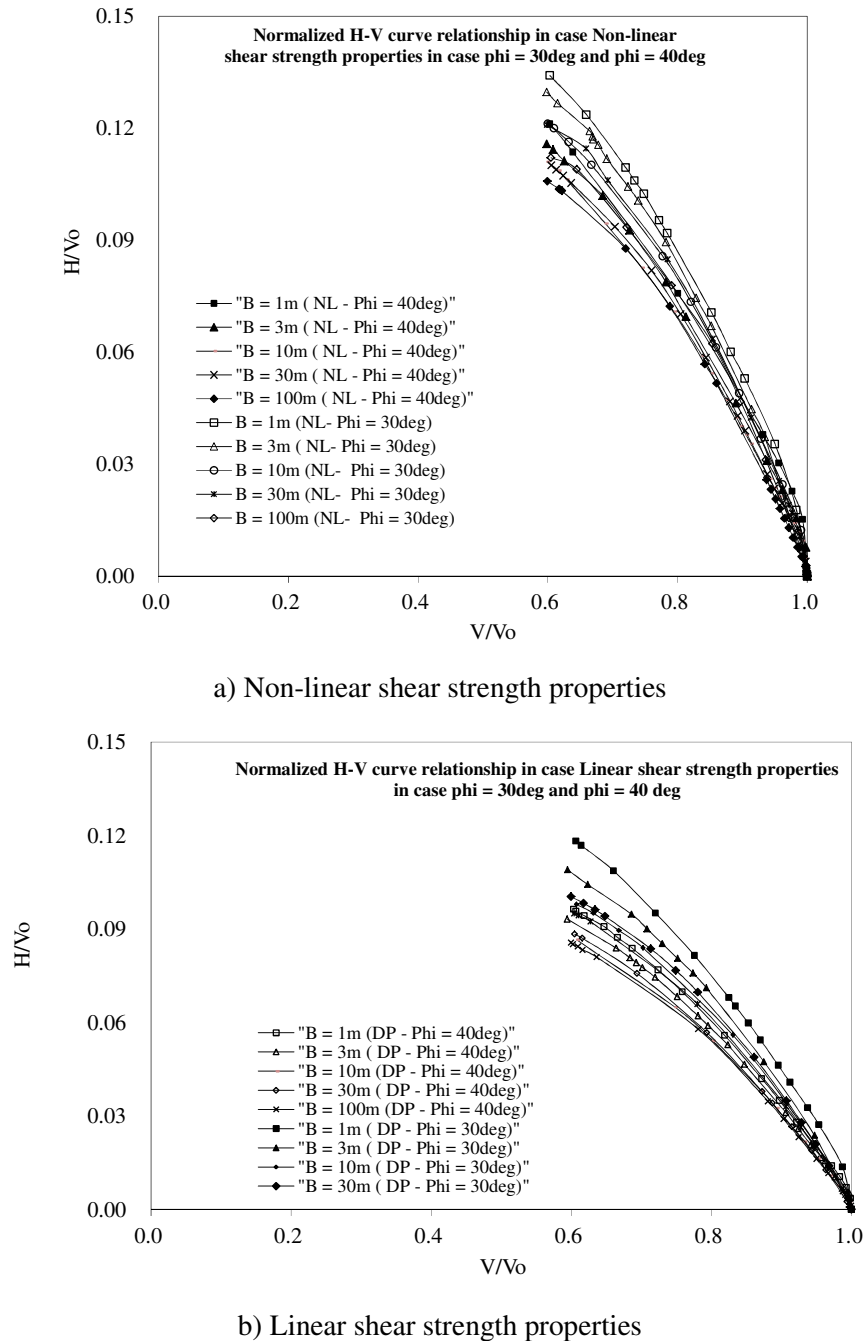 0.15
Normalized H-V curve relationship in case Non-linear
shear strength properties in case phi = 30deg and phi = 40deg
0.12
0.09
H/Vo
"B = 1m ( NL - Phi = 40deg)"
"B = 3m ( NL - Phi = 40deg)"
0.06
"B = 10m ( NL - Phi = 40deg)"
"B = 30m ( NL - Phi = 40deg)"
"B = 100m ( NL - Phi = 40deg)"
B = 1m (NL- Phi = 30deg)
0.03
B = 3m ( NL- Phi = 30deg)
B = 10m (NL- Phi = 30deg)
B = 30m (NL- Phi = 30deg)
B = 100m (NL- Phi = 30deg)
0.00
0.0 0.2 0.4 0.6 0.8 1.0
V/Vo
a) Non-linear shear strength properties
0.15
Normalized H-V curve relationship in case Linear shear strength properties
in case phi = 30deg and phi = 40 deg
0.12
0.09
H/Vo
0.06
"B = 1m (DP - Phi = 40deg)"
"B = 3m ( DP - Phi = 40deg)"
"B = 10m (DP - Phi = 40deg)"
"B = 30m ( DP - Phi = 40deg)"
0.03
"B = 100m (DP - Phi = 40deg)"
"B = 1m ( DP - Phi = 30deg)"
"B = 3m ( DP - Phi = 30deg)"
"B = 10m ( DP - Phi = 30deg)"
"B = 30m ( DP - Phi = 30deg)"
0.00
0.0 0.2 0.4 0.6 0.8 1.0
V/Vo
b) Linear shear strength properties